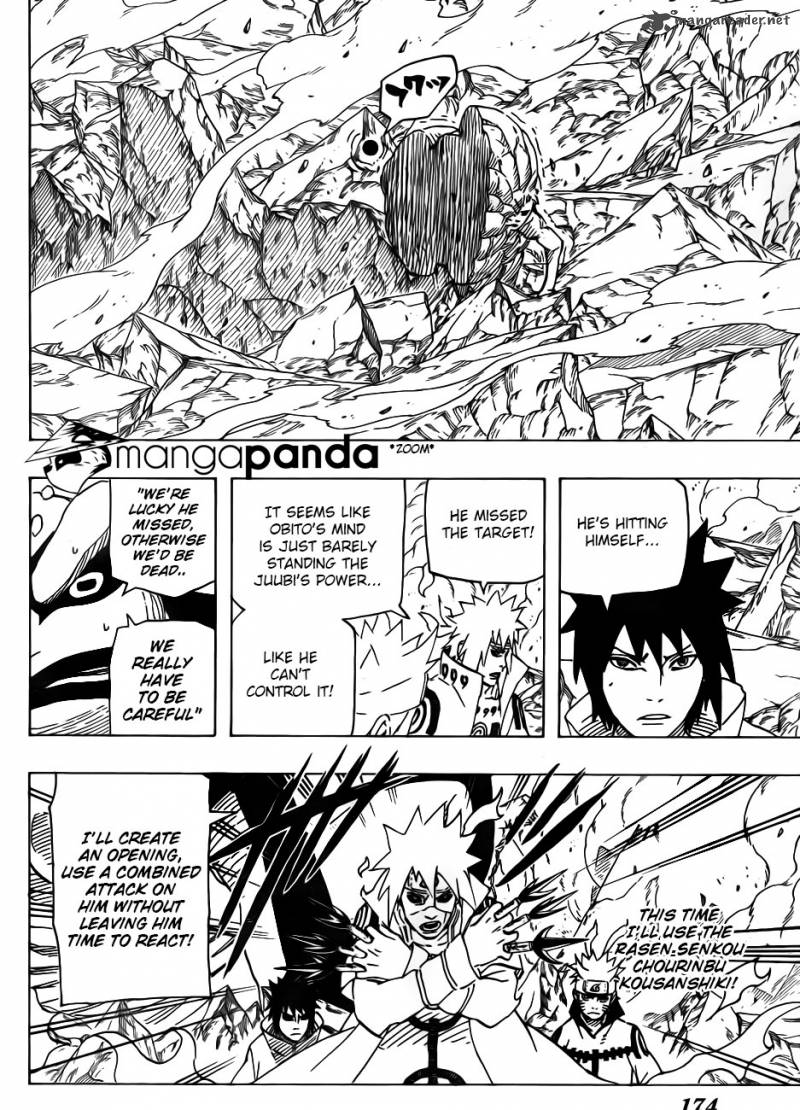 mangareader.net
mangapanda
*ZOOM*
HE'S HITTING
HIMSELF...
HE MISSED
THE TARGET!
IT SEEMS LIKE
OBITO'S MIND
IS JUST BARELY
STANDING THE
JUUBI'S POWER...
LIKE HE
CAN'T
CONTROL IT!
"WE'RE
LUCKY HE
MISSED,
OTHERWISE
WE'D BE
DEAD..
WE
REALLY
HAVE
TO BE
CAREFUL"
THIS TIME
I'LL USE THE
RASEN SENKOU
CHOURINBU
KOUSANSHIKI!
I'LL CREATE
AN OPENING,
USE A COMBINED
ATTACK ON
HIM WITHOUT
LEAVING HIM
TIME TO REACT!
174